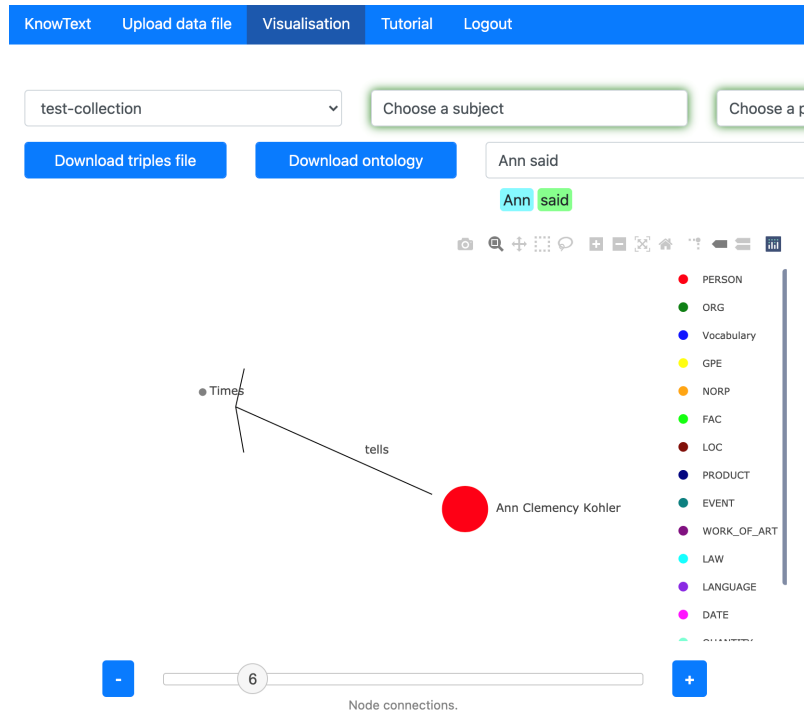 KnowText Upload data file Visualisation Tutorial Logout
test-collection Choose a subject Choose a p
Download triples file Download ontology Ann said
Ann said
PERSON
ORG
Vocabulary
GPE
Times
NORP
FAC
tells
LOC
PRODUCT
EVENT
Ann Clemency Kohler
WORK_OF_ART
LAW
LANGUAGE
DATE
QUANTITY
- 6 +
Node connections.